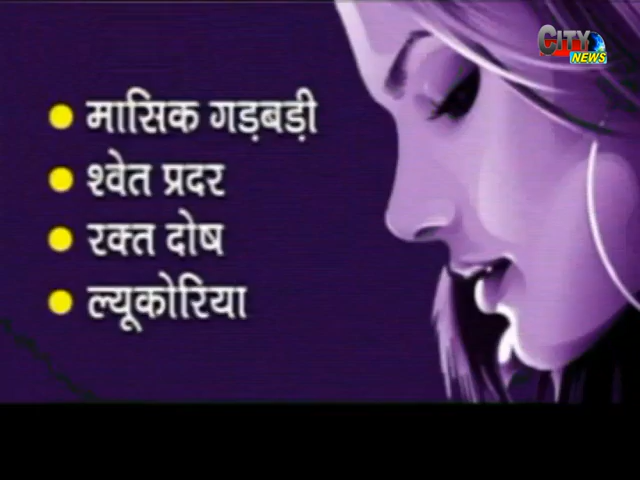 CITY
NEWS
मासिक गड़बड़ी
श्वेत प्रदर
रक्त दोष
ल्यूकोरिया